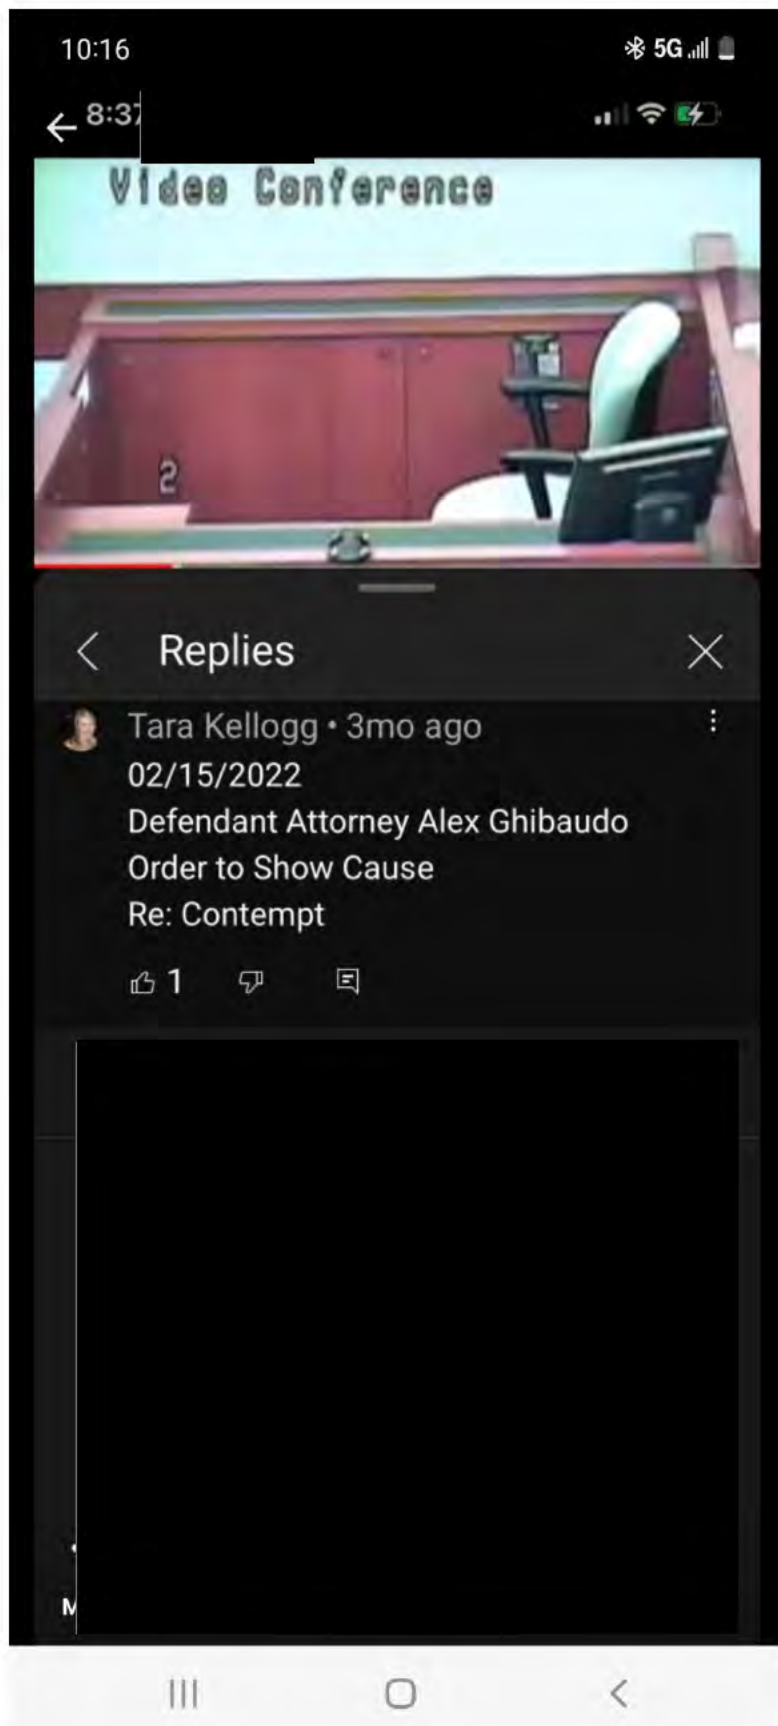 10:16
5G
8:37
Video Conference
2
Replies
Tara Kellogg • 3mo ago
02/15/2022
Defendant Attorney Alex Ghibaudo
Order to Show Cause
Re: Contempt
1
M